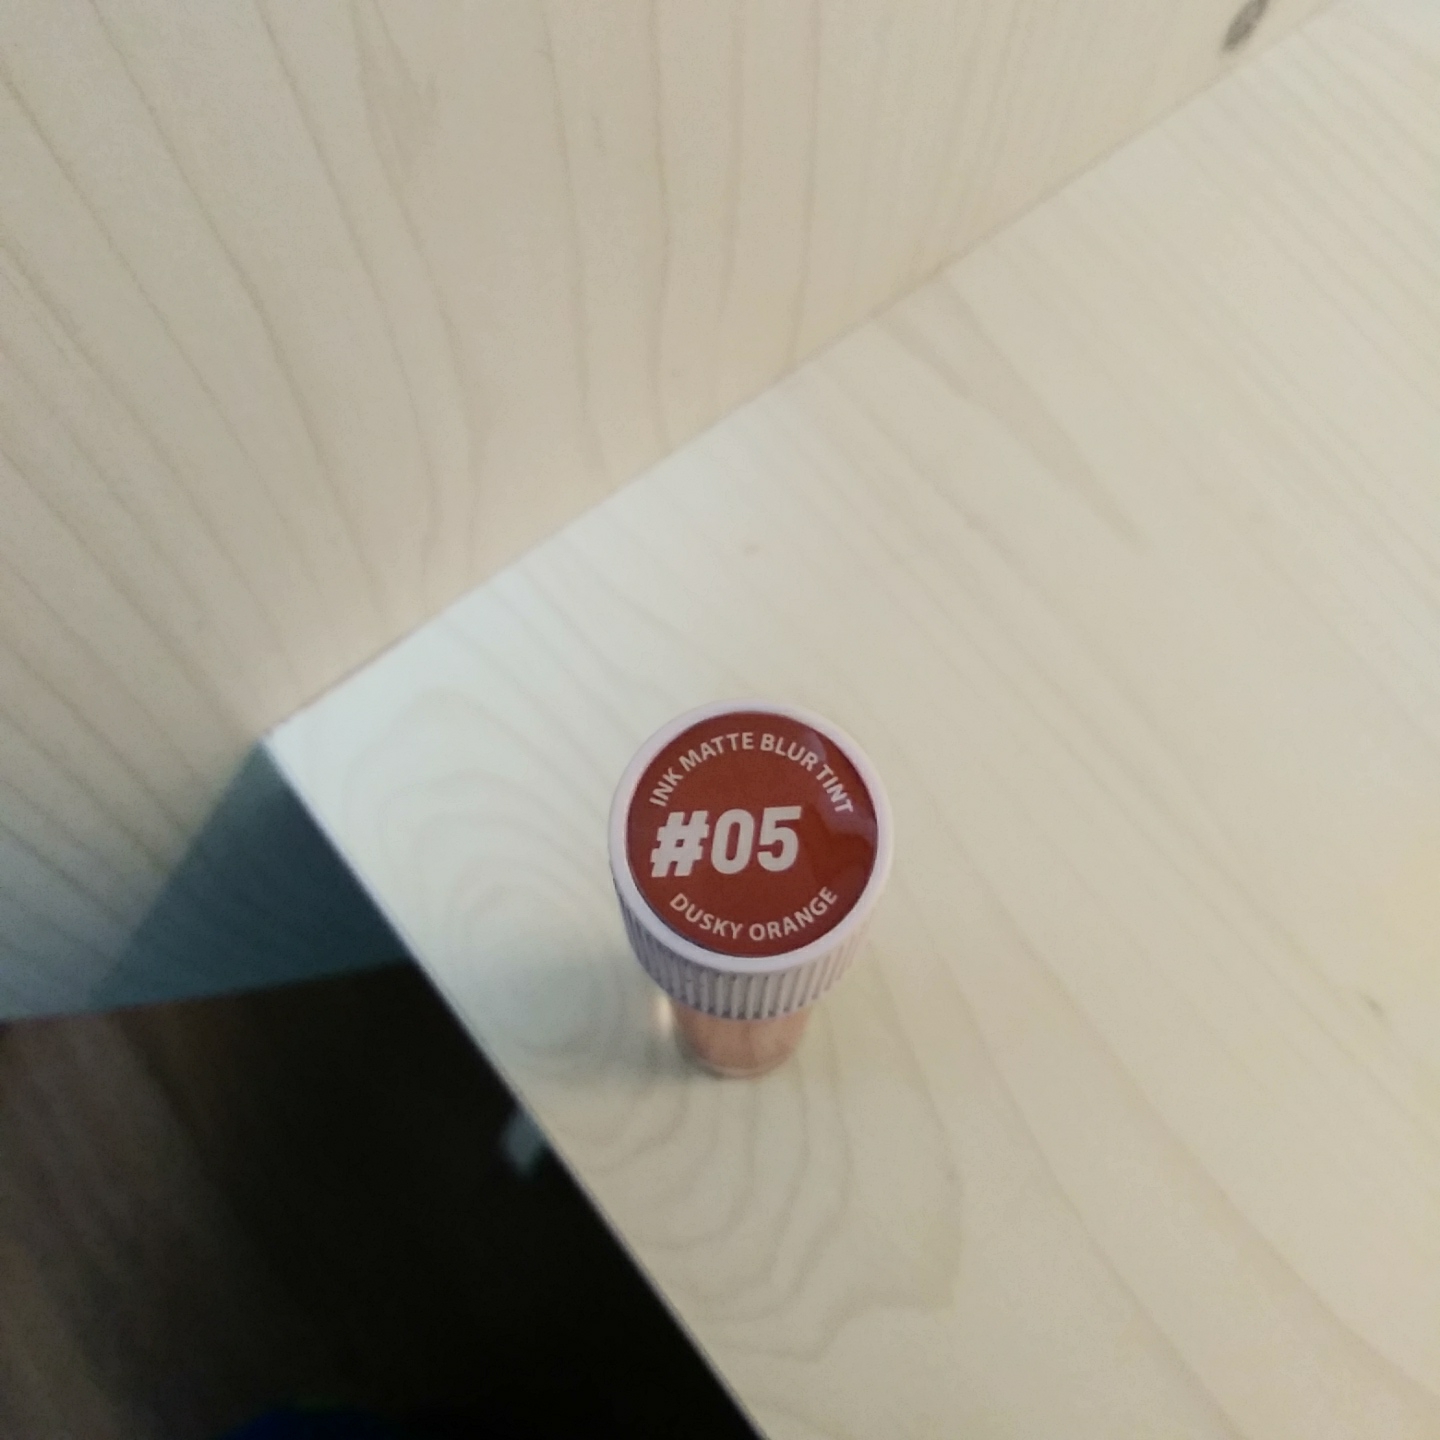 INK MATTE BLUR TINT
#05
DUSKY ORANGE